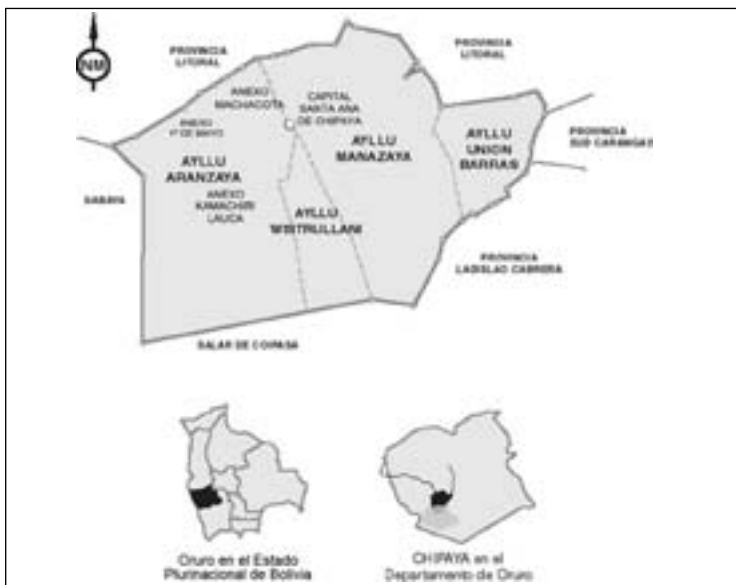 NM
PROVINCIA
LITORAL
PROVINCIA
LITORAL
ANEXO
MACHACOTA
CAPITAL
SANTA ANA
DE CHIPAYA
ANEXO
1º DE MAYO
AYLLU
MANAZAYA
AYLLU
UNION
BARRAS
PROVINCIA
SUD CARANGAS
AYLLU
ARANZAYA
SABAYA
ANEXO
KAMACHIRI
LAUCA
AYLLU
WISTRULLANI
PROVINCIA
LADISLAO CABRERA
SALAR DE COIPASA
Oruro en el Estado
Plurinacional de Bolivia
CHIPAYA en el
Departamento de Oruro